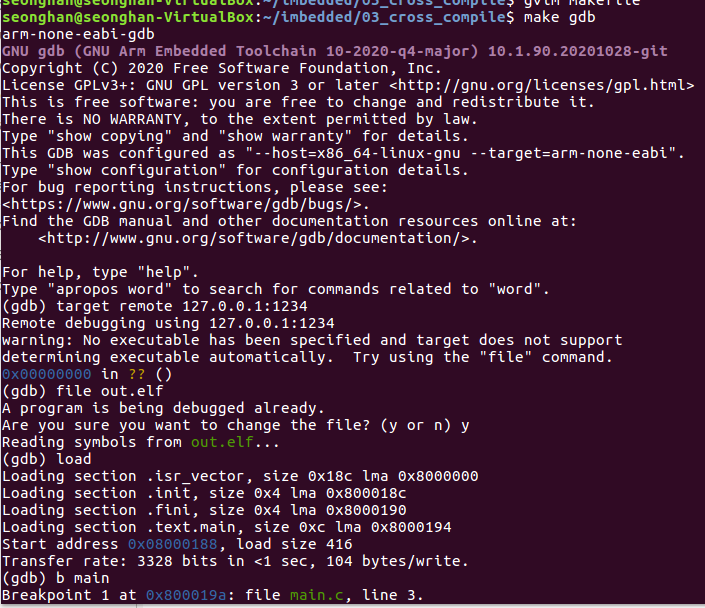 seonghan@seonghan-VirtualBox:~/imbedded/03_cross_compile$ gvim makefile
seonghan@seonghan-VirtualBox:~/imbedded/03_cross_compile$ make gdb
arm-none-eabi-gdb
GNU gdb (GNU Arm Embedded Toolchain 10-2020-q4-major) 10.1.90.20201028-git
Copyright (C) 2020 Free Software Foundation, Inc.
License GPLv3+: GNU GPL version 3 or later <http://gnu.org/licenses/gpl.html>
This is free software: you are free to change and redistribute it.
There is NO WARRANTY, to the extent permitted by law.
Type "show copying" and "show warranty" for details.
This GDB was configured as "--host=x86_64-linux-gnu --target=arm-none-eabi".
Type "show configuration" for configuration details.
For bug reporting instructions, please see:
<https://www.gnu.org/software/gdb/bugs/>.
Find the GDB manual and other documentation resources online at:
    <http://www.gnu.org/software/gdb/documentation/>.
For help, type "help".
Type "apropos word" to search for commands related to "word".
(gdb) target remote 127.0.0.1:1234
Remote debugging using 127.0.0.1:1234
warning: No executable has been specified and target does not support
determining executable automatically.  Try using the "file" command.
0x00000000 in ?? ()
(gdb) file out.elf
A program is being debugged already.
Are you sure you want to change the file? (y or n) y
Reading symbols from out.elf...
(gdb) load
Loading section .isr_vector, size 0x18c lma 0x8000000
Loading section .init, size 0x4 lma 0x800018c
Loading section .fini, size 0x4 lma 0x8000190
Loading section .text.main, size 0xc lma 0x8000194
Start address 0x08000188, load size 416
Transfer rate: 3328 bits in <1 sec, 104 bytes/write.
(gdb) b main
Breakpoint 1 at 0x800019a: file main.c, line 3.